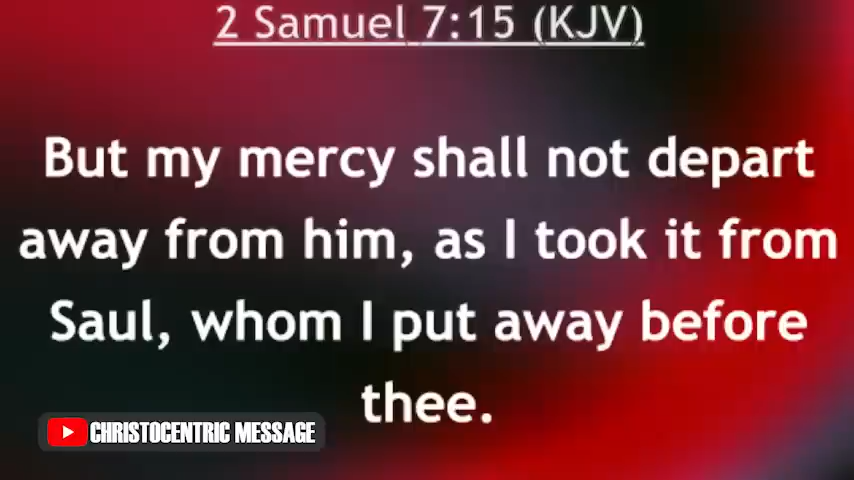 2 Samuel 7:15 (KJV)
But my mercy shall not depart
away from him, as I took it from
Saul, whom I put away before
thee.
CHRISTOCENTRIC MESSAGE